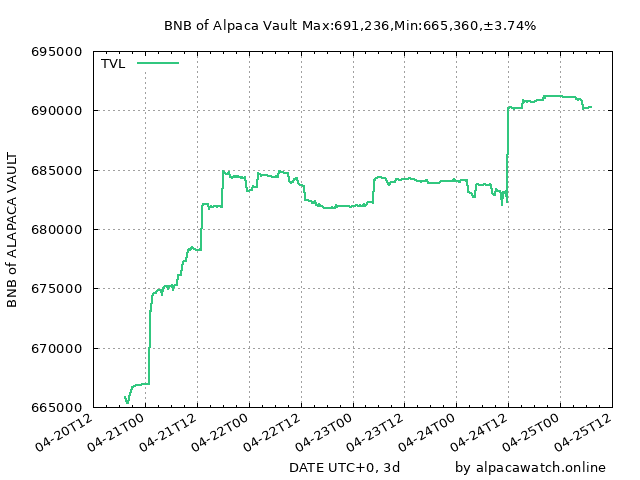 BNB of Alpaca Vault Max:691,236,Min:665,360,±3.74%
TVL
BNB of ALAPACA VAULT
695000
690000
685000
680000
675000
670000
665000
04-20T12
04-21T00
04-21T12
04-22T00
04-22T12
04-23T00
04-23T12
04-24T00
04-24T12
04-25T00
04-25T12
DATE UTC+0, 3d
by alpacawatch.online